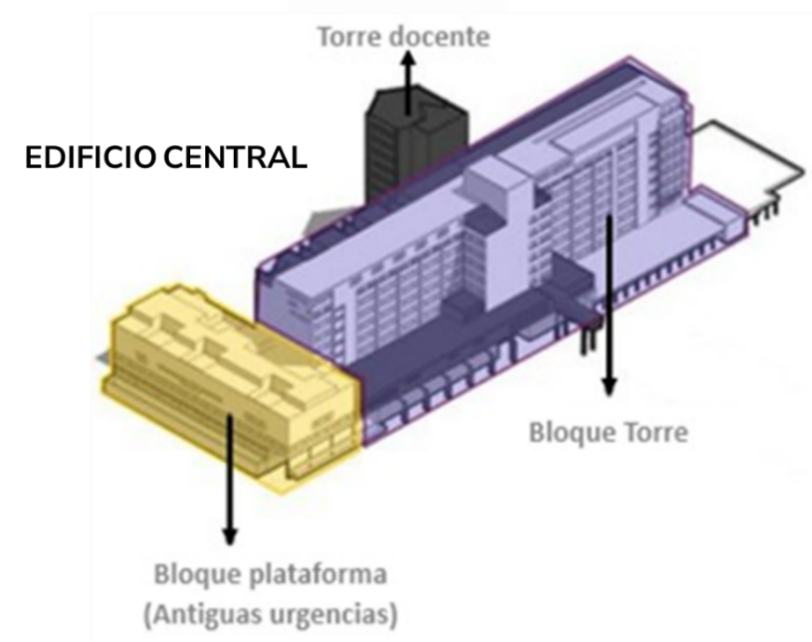 Torre docente
EDIFICIO CENTRAL
Bloque Torre
Bloque plataforma
(Antiguas urgencias)